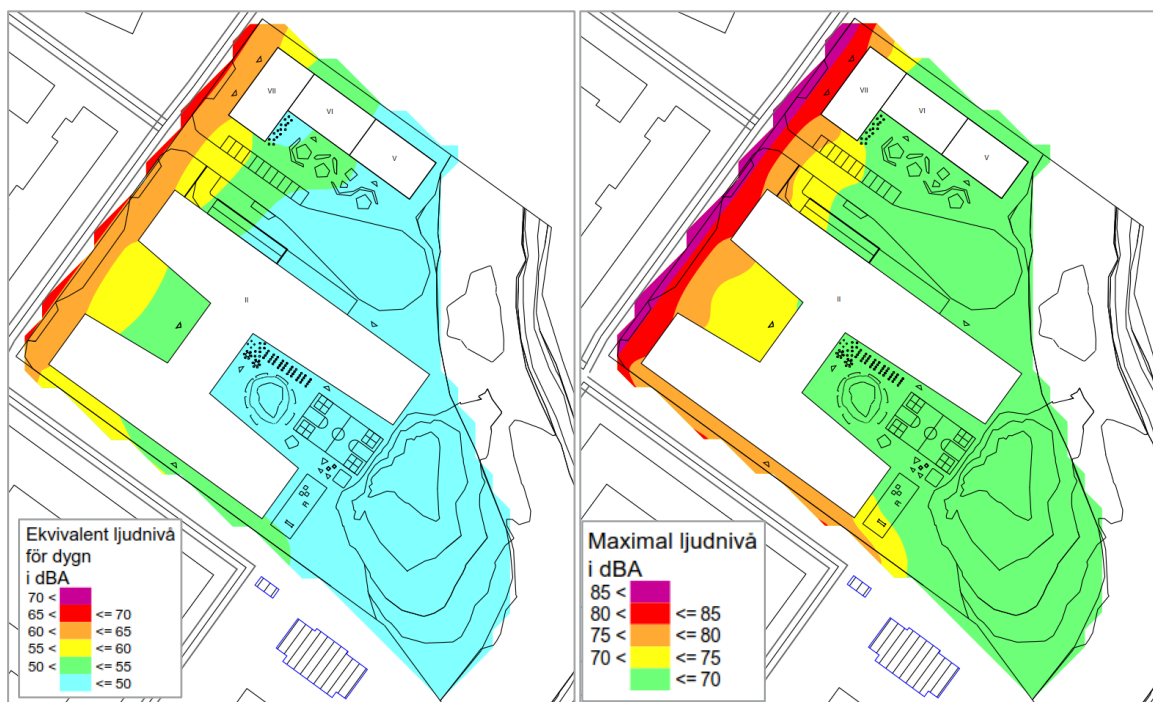 VII
VI
V
II
Ekvivalent ljudnivå
för dygn
i dBA
70 <
65 < <= 70
60 < <= 65
55 < <= 60
50 < <= 55
<= 50
VII
VI
V
II
Maximal ljudnivå
i dBA
85 <
80 < <= 85
75 < <= 80
70 < <= 75
<= 70